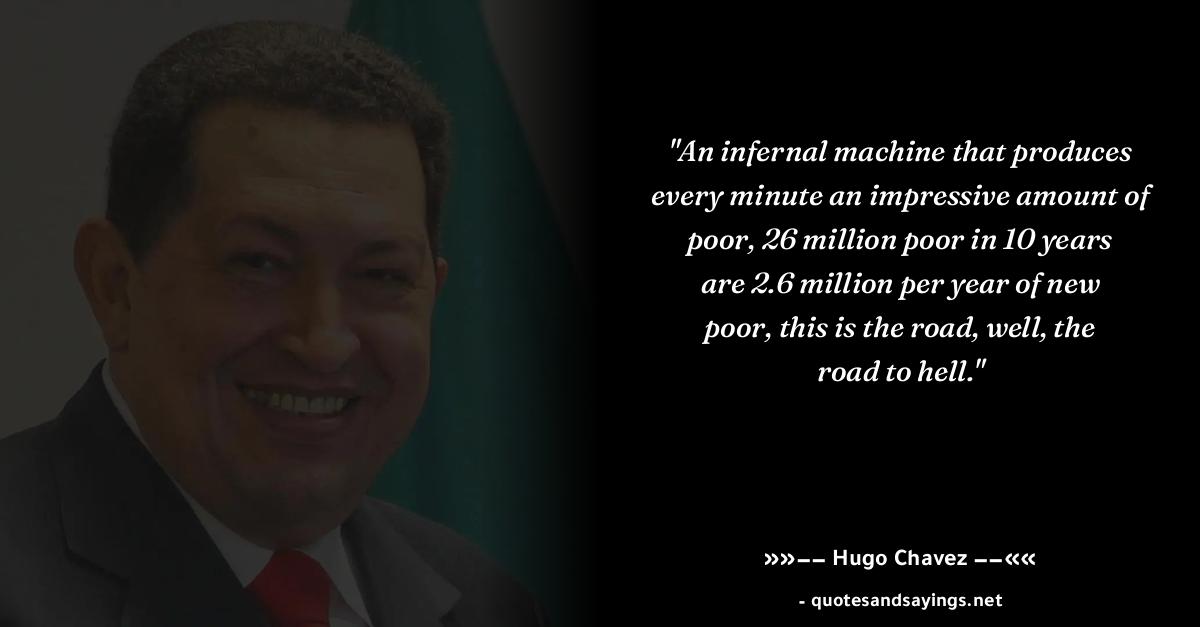 "An infernal machine that produces
every minute an impressive amount of
poor, 26 million poor in 10 years
are 2.6 million per year of new
poor, this is the road, well, the
road to hell."
»»–– Hugo Chavez ––««
- quotesandsayings.net